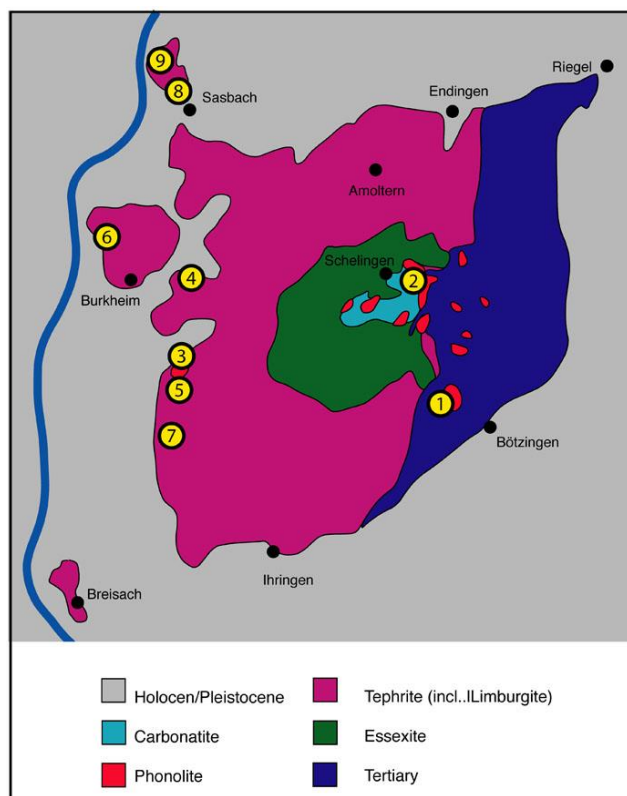 9
Riegel
8
Sasbach
Endingen
Amoltern
6
Schelingen
2
4
Burkheim
3
5
1
7
Bötzingen
Ihringen
Breisach
Holocen/Pleistocene
Tephrite (incl..lLimburgite)
Carbonatite
Essexite
Phonolite
Tertiary